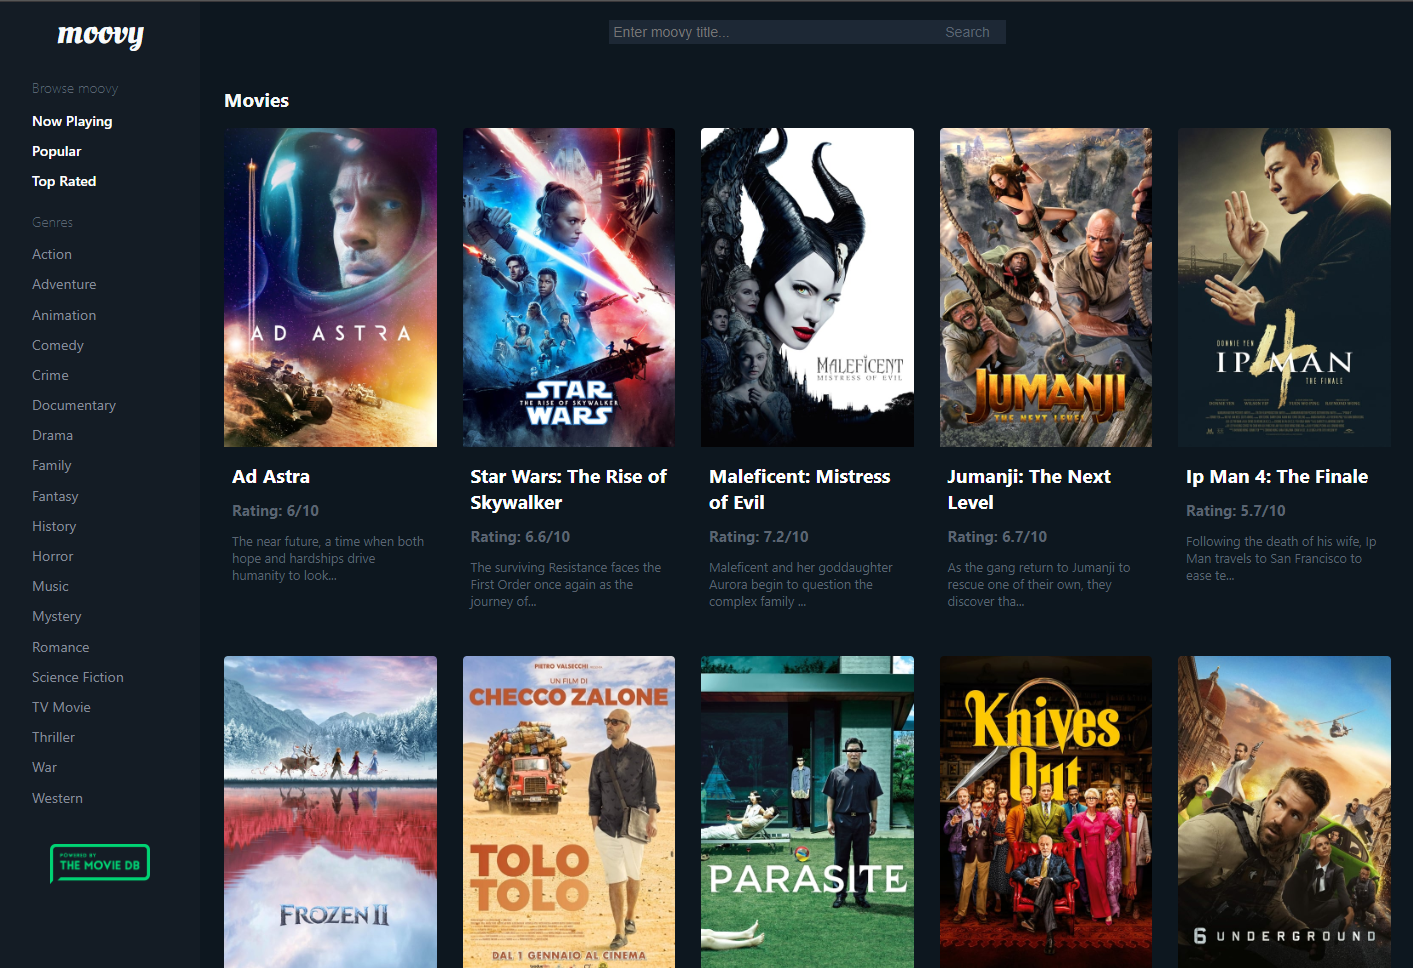 moovy
Enter moovy title...
Search
Browse moovy
Now Playing
Popular
Top Rated
Genres
Action
Adventure
Animation
Comedy
Crime
Documentary
Drama
Family
Fantasy
History
Horror
Music
Mystery
Romance
Science Fiction
TV Movie
Thriller
War
Western
POWERED BY
THE MOVIE DB
Movies
AD ASTRA
STAR
THE RISE OF SKYWALKER
WARS
MALEFICENT
MISTRESS OF EVIL
JUMANJI
THE NEXT LEVEL
DONNIE YEN
IP MAN
4
THE FINALE
Ad Astra
Rating: 6/10
The near future, a time when both
hope and hardships drive
humanity to look...
Star Wars: The Rise of
Skywalker
Rating: 6.6/10
The surviving Resistance faces the
First Order once again as the
journey of...
Maleficent: Mistress
of Evil
Rating: 7.2/10
Maleficent and her goddaughter
Aurora begin to question the
complex family ...
Jumanji: The Next
Level
Rating: 6.7/10
As the gang return to Jumanji to
rescue one of their own, they
discover tha...
Ip Man 4: The Finale
Rating: 5.7/10
Following the death of his wife, Ip
Man travels to San Francisco to
ease te...
FROZEN II
PIETRO VALSECCHI
UN FILM DI
CHECCO ZALONE
TOLO
TOLO
DAL 1 GENNAIO AL CINEMA
PARASITE
Knives
Out
6 UNDERGROUND